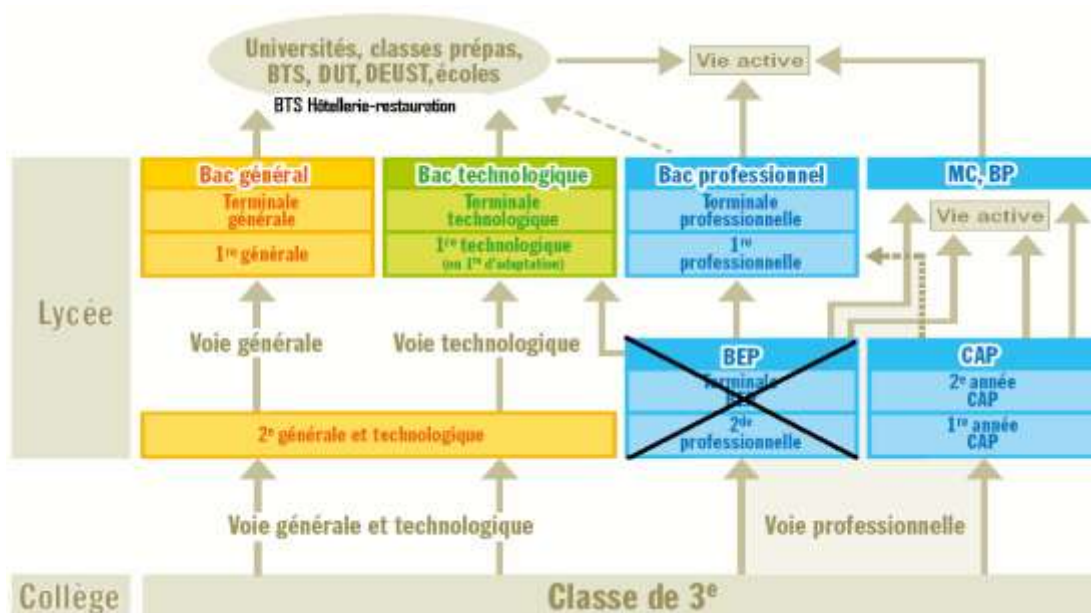 Universités, classes prépas,
BTS, DUT, DEUST, écoles
BTS Hôtellerie-restauration
Vie active
Bac général
Terminale
générale
1re générale
Bac technologique
Terminale
technologique
1re technologique
(ou 1re d'adaptation)
Bac professionnel
Terminale
professionnelle
1re
professionnelle
MC, BP
Vie active
Lycée
Voie générale
Voie technologique
BEP
Terminale
2de
professionnelle
CAP
2e année
CAP
1re année
CAP
2e générale et technologique
Voie générale et technologique
Voie professionnelle
Collège
Classe de 3e